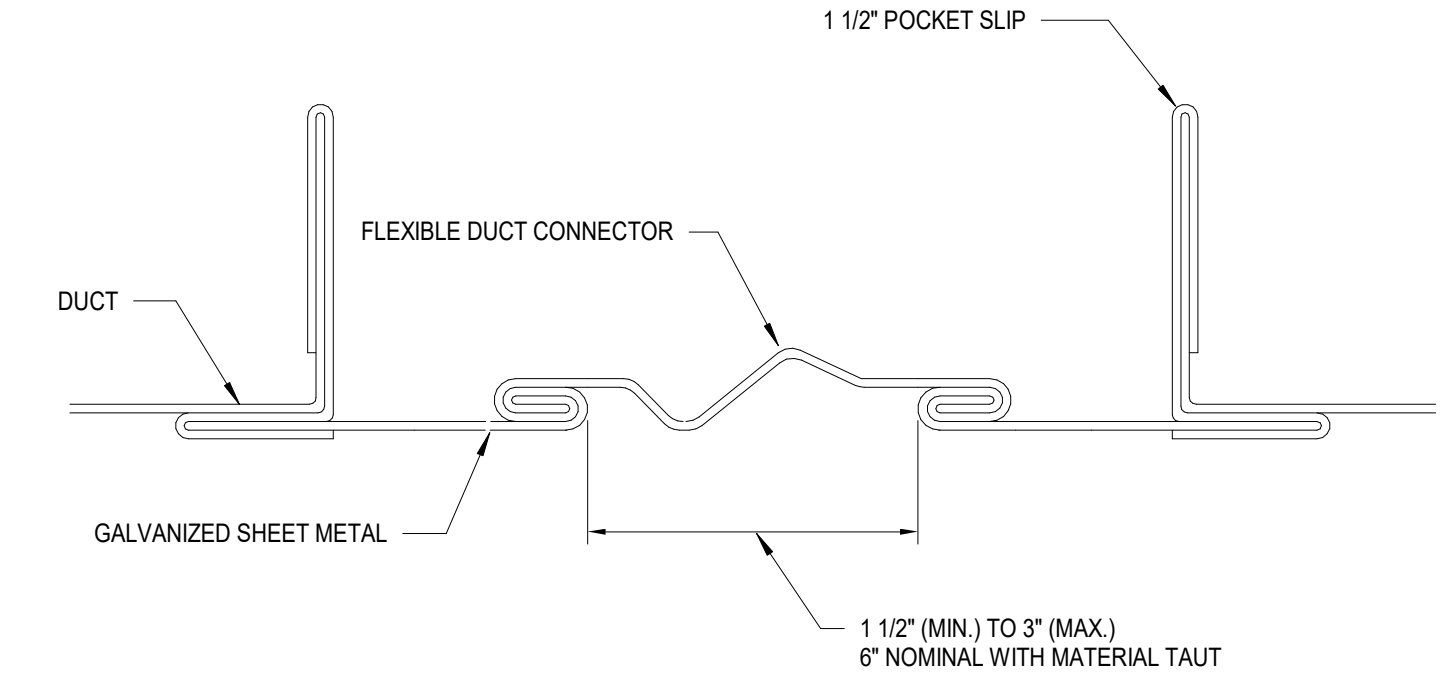 1 1/2" POCKET SLIP
FLEXIBLE DUCT CONNECTOR
DUCT
GALVANIZED SHEET METAL
1 1/2" (MIN.) TO 3" (MAX.)
6" NOMINAL WITH MATERIAL TAUT